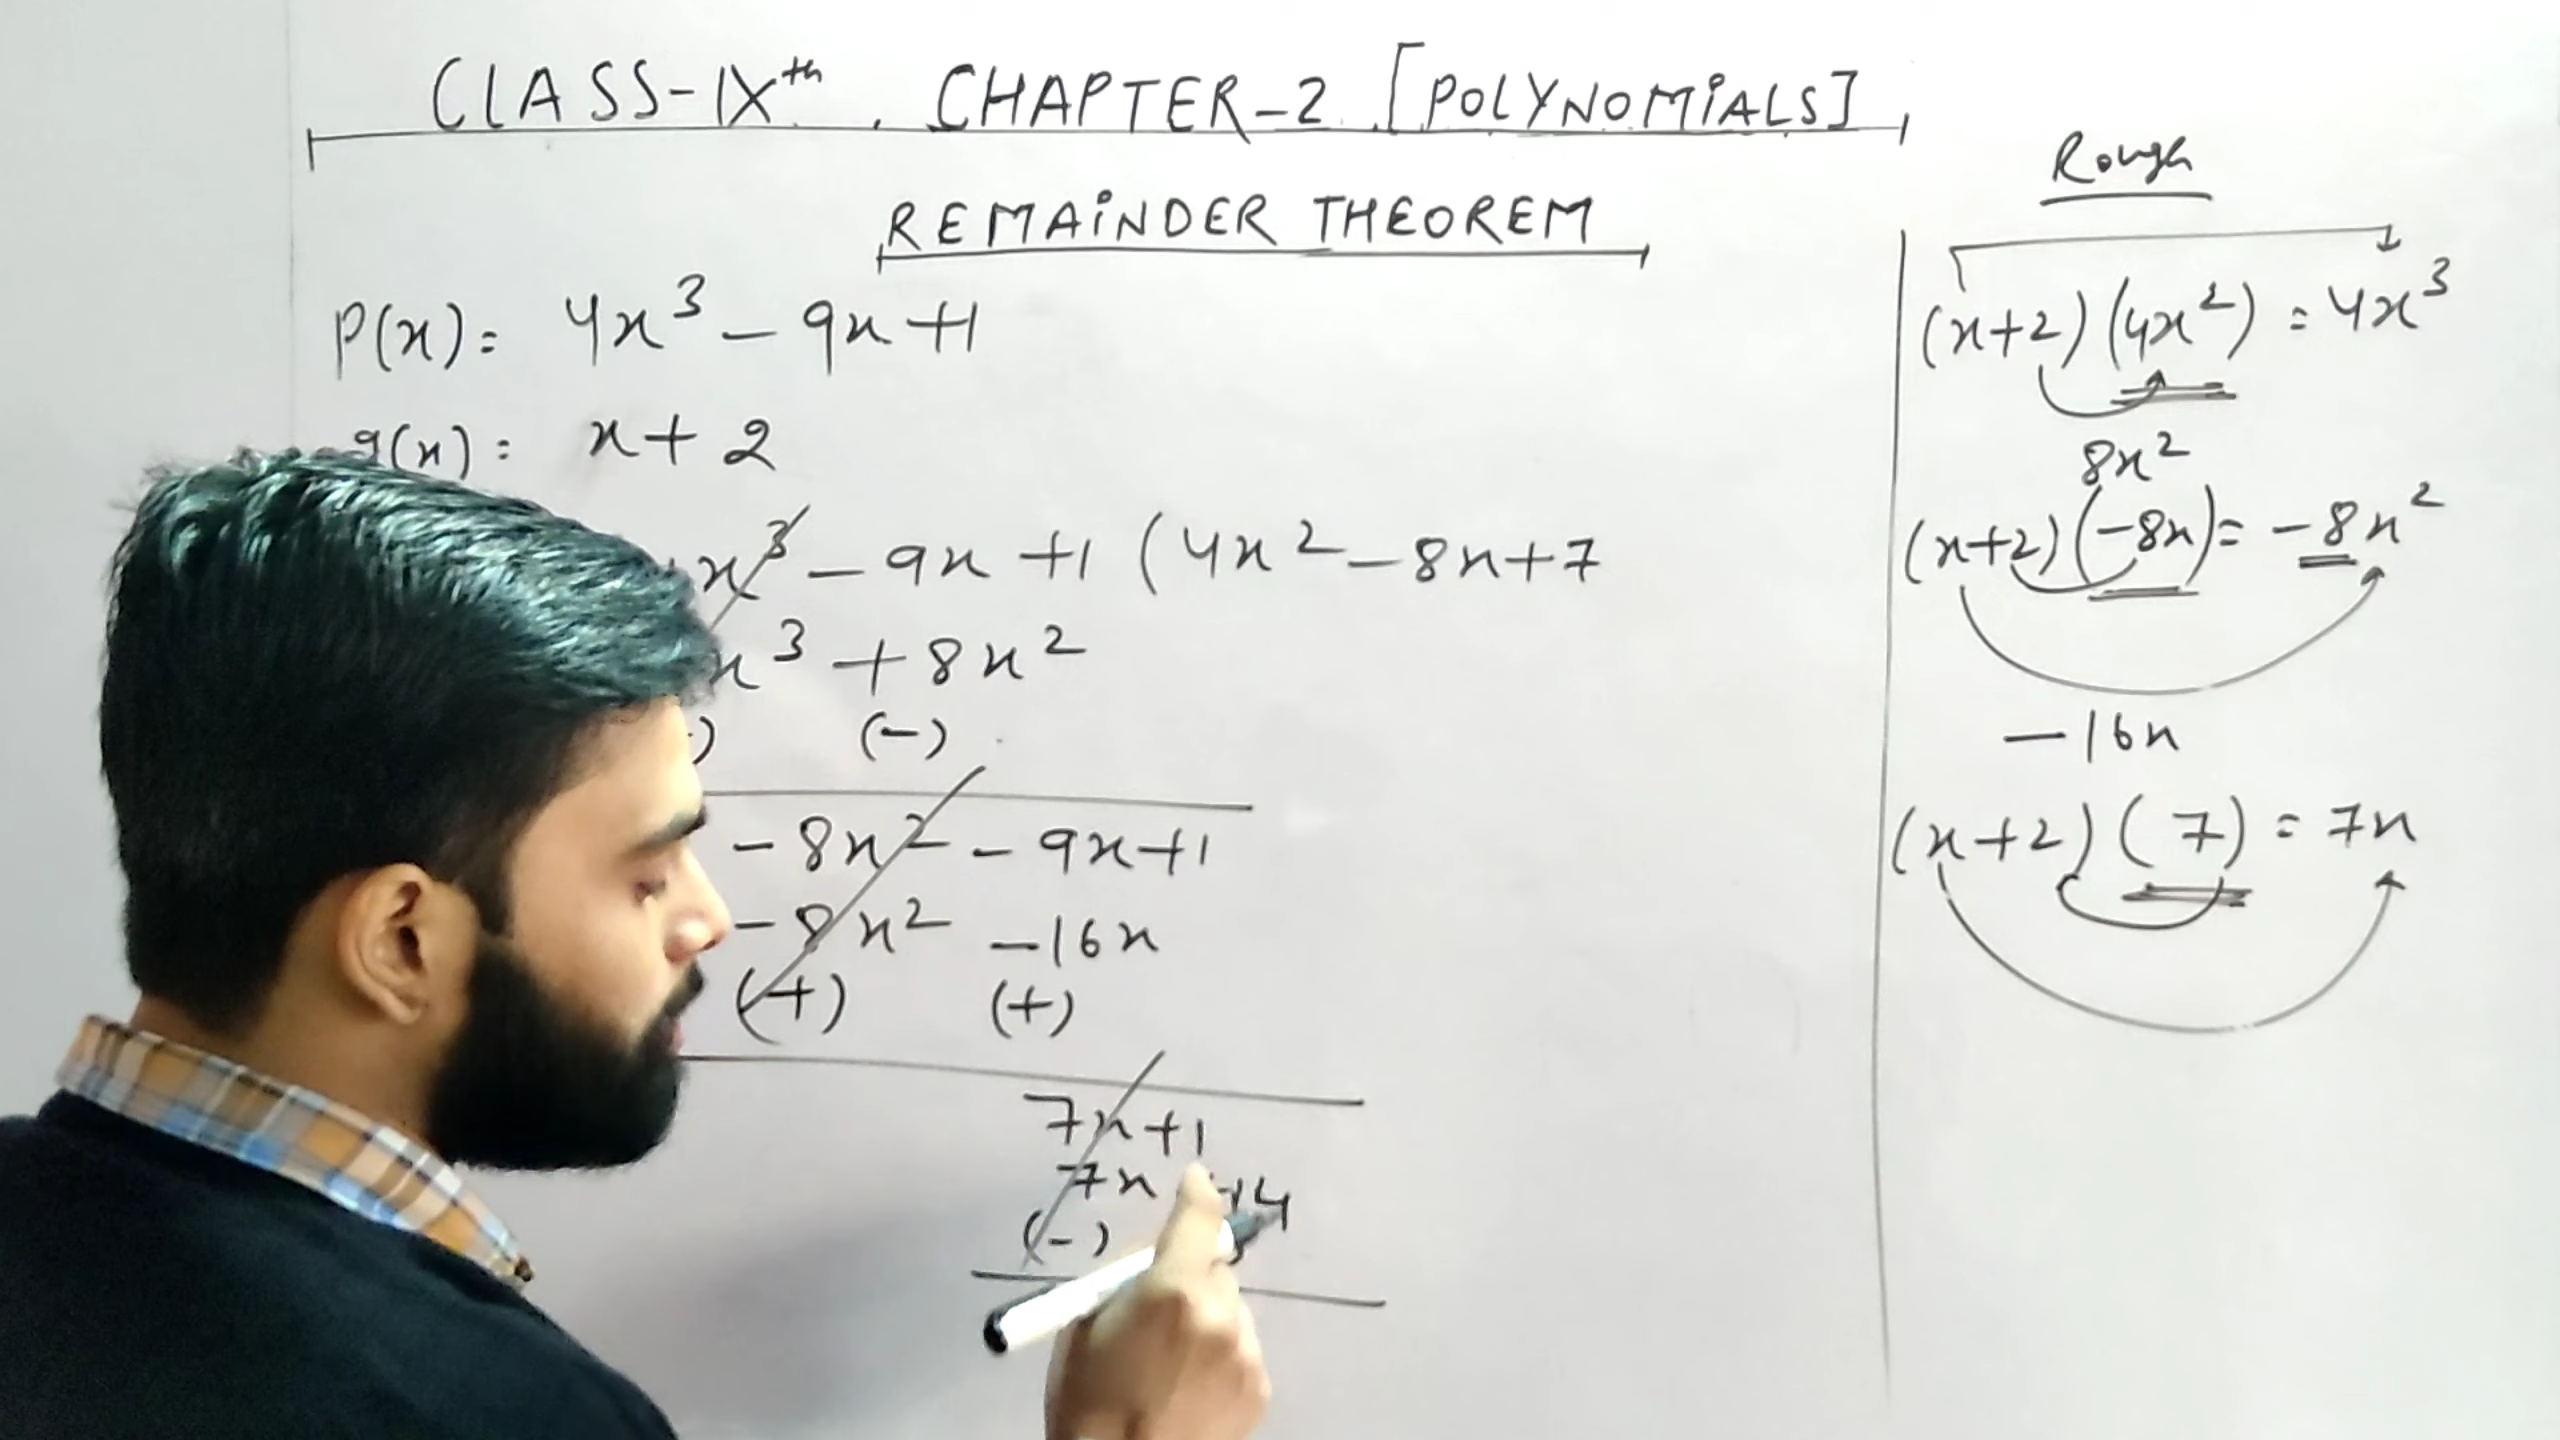 CLASS-IXth, CHAPTER-2 [POLYNOMiALS]
REMAiNDER THEOREM
P(x) = 4x³ - 9x + 1
g(x) = x + 2
x³ - 9x + 1 (4x² - 8x + 7
x³ + 8x²
(-)
-8x² - 9x + 1
-8x² - 16x
(+) (+)
7x + 1
7x +14
(-)
Rough
(x+2)(4x²) = 4x³
8x²
(x+2)(-8x) = -8x²
-16x
(x+2)(7) = 7x